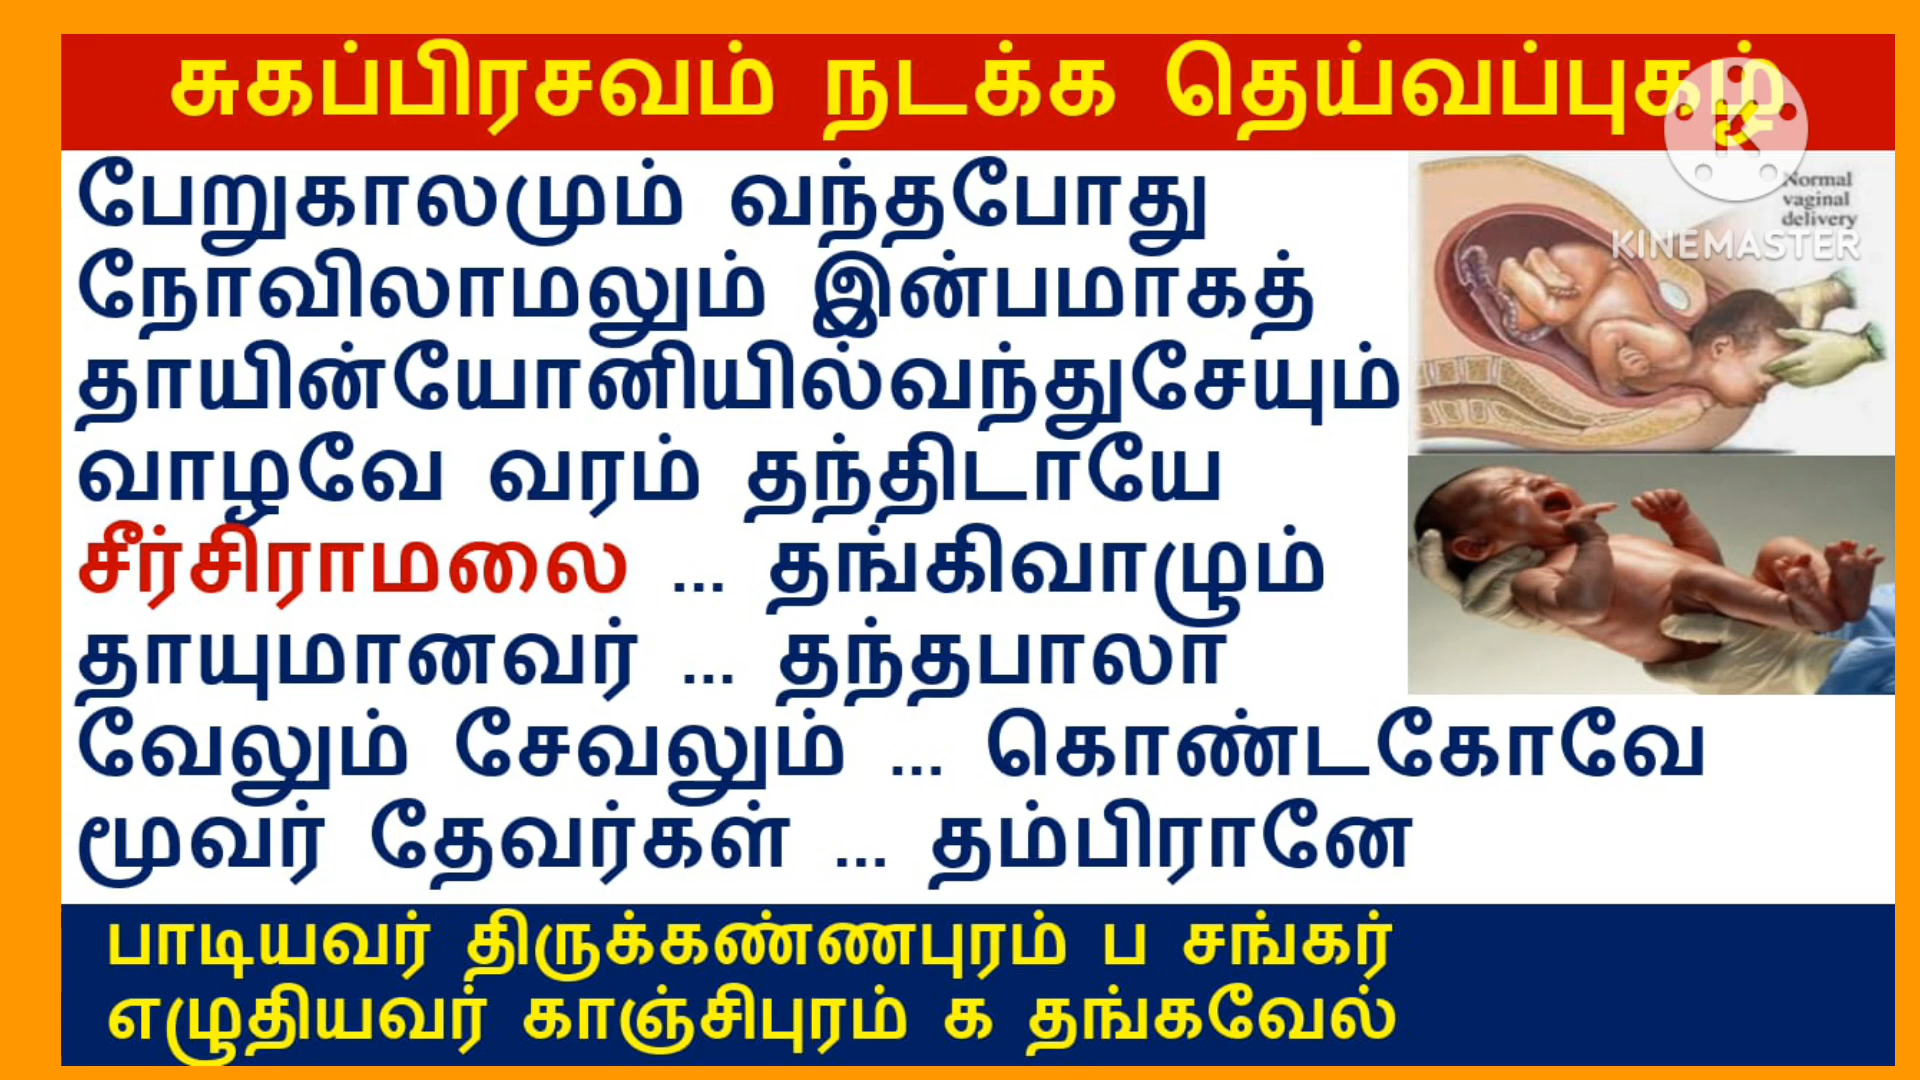 சுகப்பிரசவம் நடக்க தெய்வப்புகழ்
பேறுகாலமும் வந்தபோது
நோவிலாமலும் இன்பமாகத்
தாயின்யோனியில்வந்துசேயும்
வாழவே வரம் தந்திடாயே
சீர்சிராமலை ... தங்கிவாழும்
தாயுமானவர் ... தந்தபாலா
வேலும் சேவலும் ... கொண்டகோவே
மூவர் தேவர்கள் ... தம்பிரானே
Normal
vaginal
delivery
K
KINEMASTER
பாடியவர் திருக்கண்ணபுரம் ப சங்கர்
எழுதியவர் காஞ்சிபுரம் க தங்கவேல்